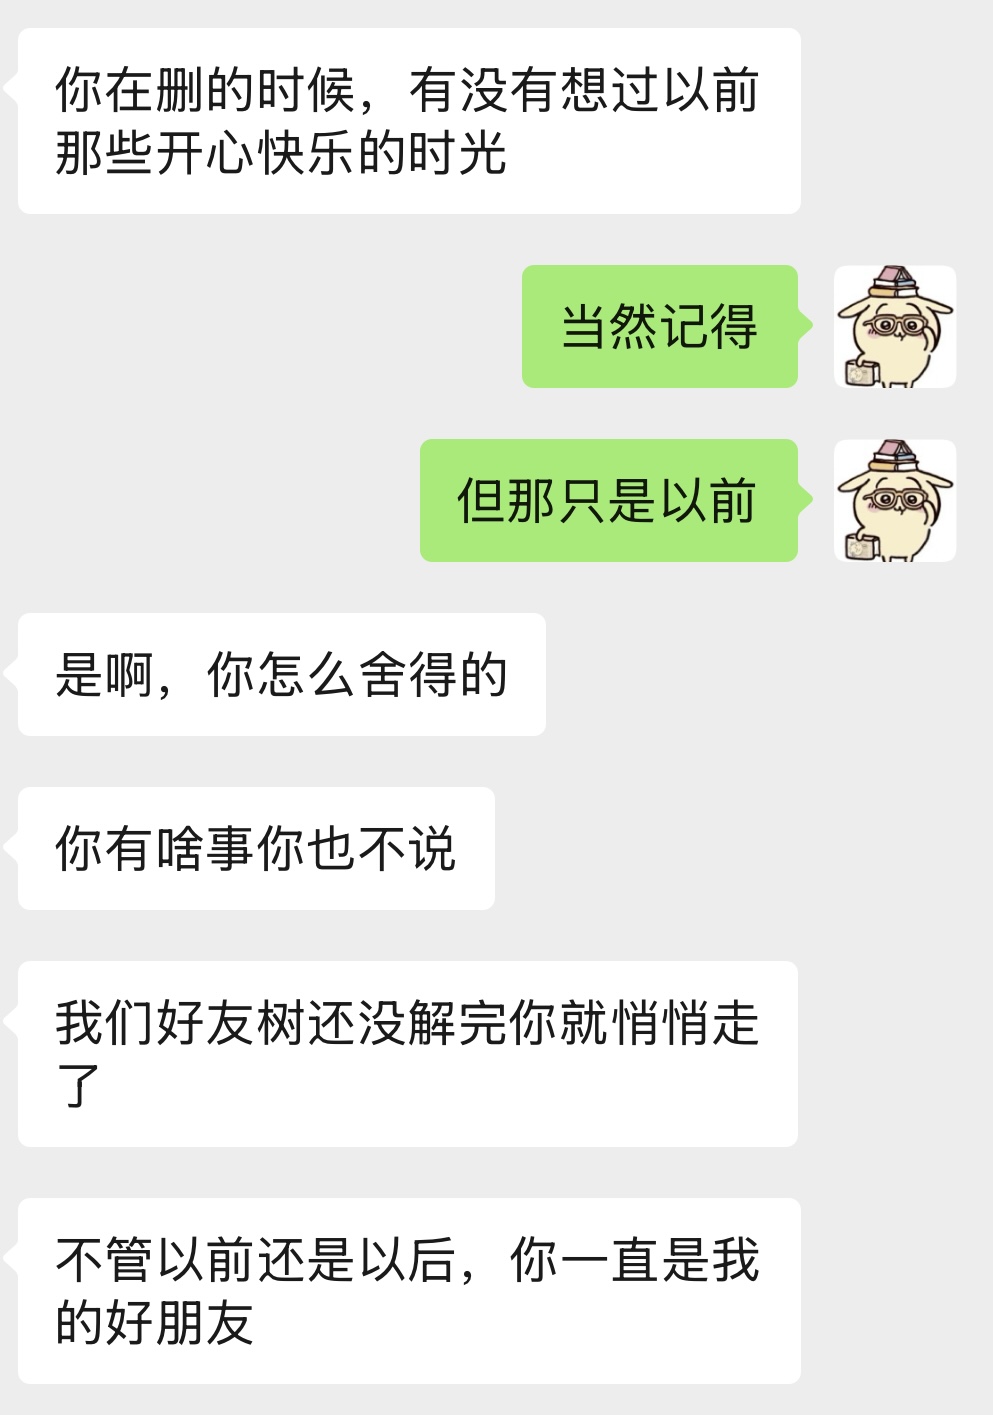 你在删的时候，有没有想过以前
那些开心快乐的时光
当然记得
但那只是以前
是啊，你怎么舍得的
你有啥事你也不说
我们好友树还没解完你就悄悄走
了
不管以前还是以后，你一直是我
的好朋友